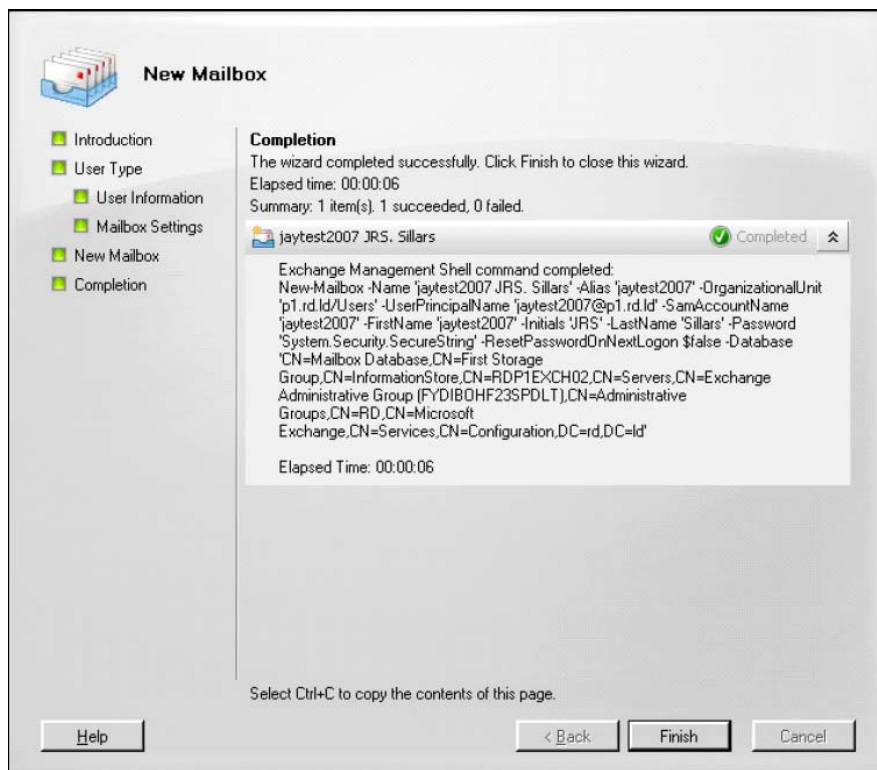 New Mailbox
Introduction
User Type
User Information
Mailbox Settings
New Mailbox
Completion
Completion
The wizard completed successfully. Click Finish to close this wizard.
Elapsed time: 00:00:06
Summary: 1 item(s). 1 succeeded, 0 failed.
jaytest2007 JRS. Sillars
Completed
Exchange Management Shell command completed:
New-Mailbox -Name 'jaytest2007 JRS. Sillars' -Alias 'jaytest2007' -OrganizationalUnit
'p1.rd.ld/Users' -UserPrincipalName 'jaytest2007@p1.rd.ld' -SamAccountName
'jaytest2007' -FirstName 'jaytest2007' -Initials 'JRS' -LastName 'Sillars' -Password
'System.Security.SecureString' -ResetPasswordOnNextLogon $false -Database
'CN=Mailbox Database,CN=First Storage
Group,CN=InformationStore,CN=RDP1EXCH02,CN=Servers,CN=Exchange
Administrative Group (FYDIBOHF23SPDLT),CN=Administrative
Groups,CN=RD,CN=Microsoft
Exchange,CN=Services,CN=Configuration,DC=rd,DC=ld'
Elapsed Time: 00:00:06
Select Ctrl+C to copy the contents of this page.
Help
< Back
Finish
Cancel